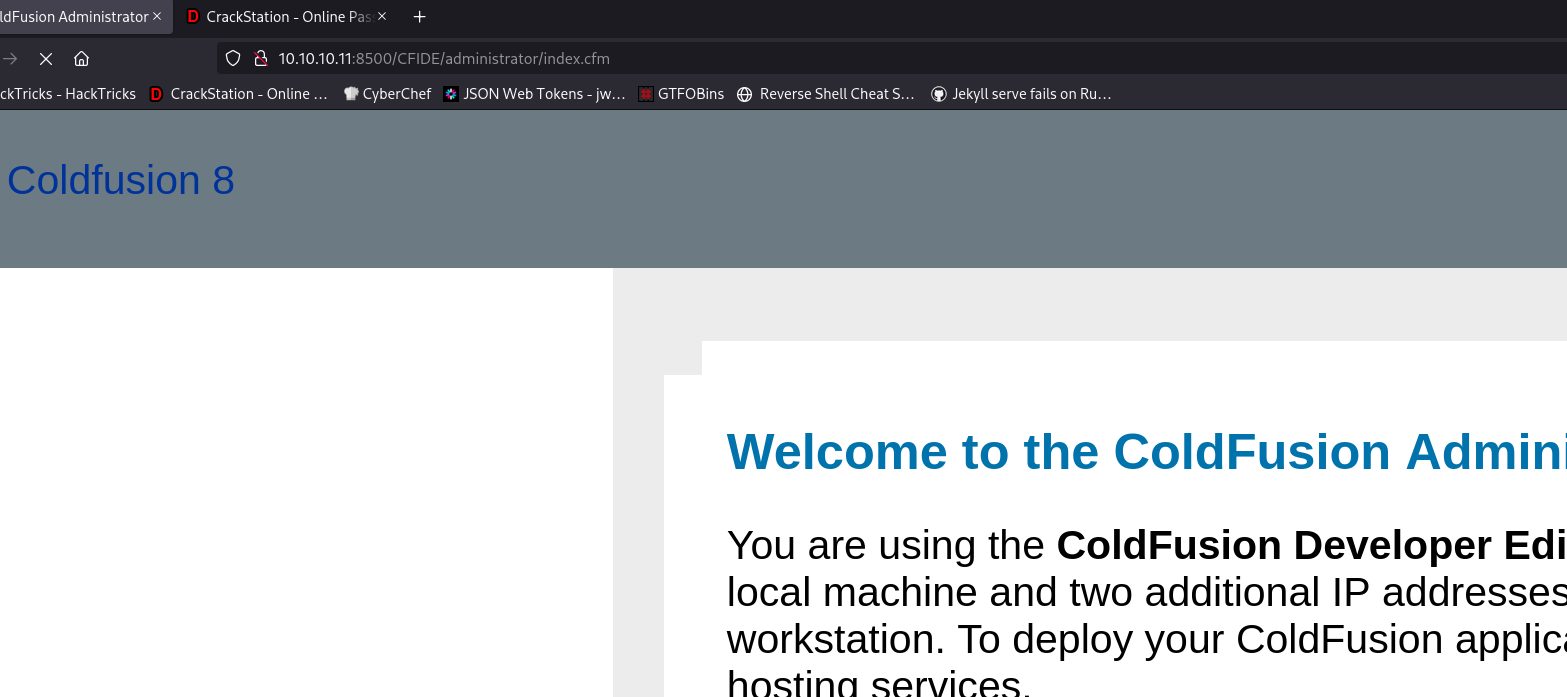 ldFusion Administrator
CrackStation - Online Pas
10.10.10.11:8500/CFIDE/administrator/index.cfm
ckTricks - HackTricks
CrackStation - Online …
CyberChef
JSON Web Tokens - jw…
GTFOBins
Reverse Shell Cheat S…
Jekyll serve fails on Ru…
Coldfusion 8
Welcome to the ColdFusion Admini
You are using the ColdFusion Developer Edi
local machine and two additional IP addresses
workstation. To deploy your ColdFusion applica
hosting services.